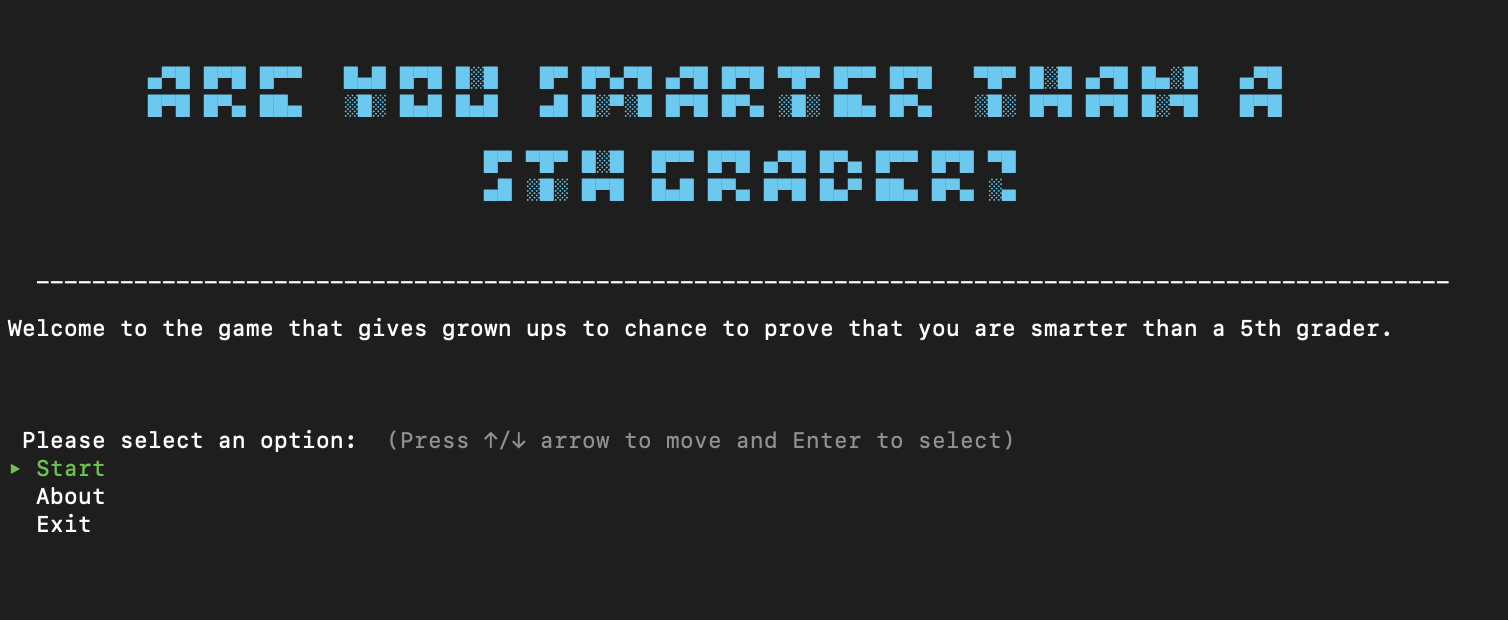 ARE YOU SMARTER THAN A
5TH GRADER?
Welcome to the game that gives grown ups to chance to prove that you are smarter than a 5th grader.
Please select an option: (Press ↑/↓ arrow to move and Enter to select)
▸ Start
About
Exit